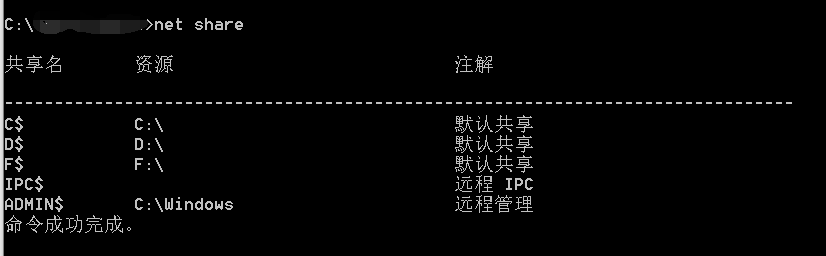 C:\>net share
共享名 资源 注解
-------------------------------------------------------------------------------
C$ C:\ 默认共享
D$ D:\ 默认共享
F$ F:\ 默认共享
IPC$ 远程 IPC
ADMIN$ C:\Windows 远程管理
命令成功完成。